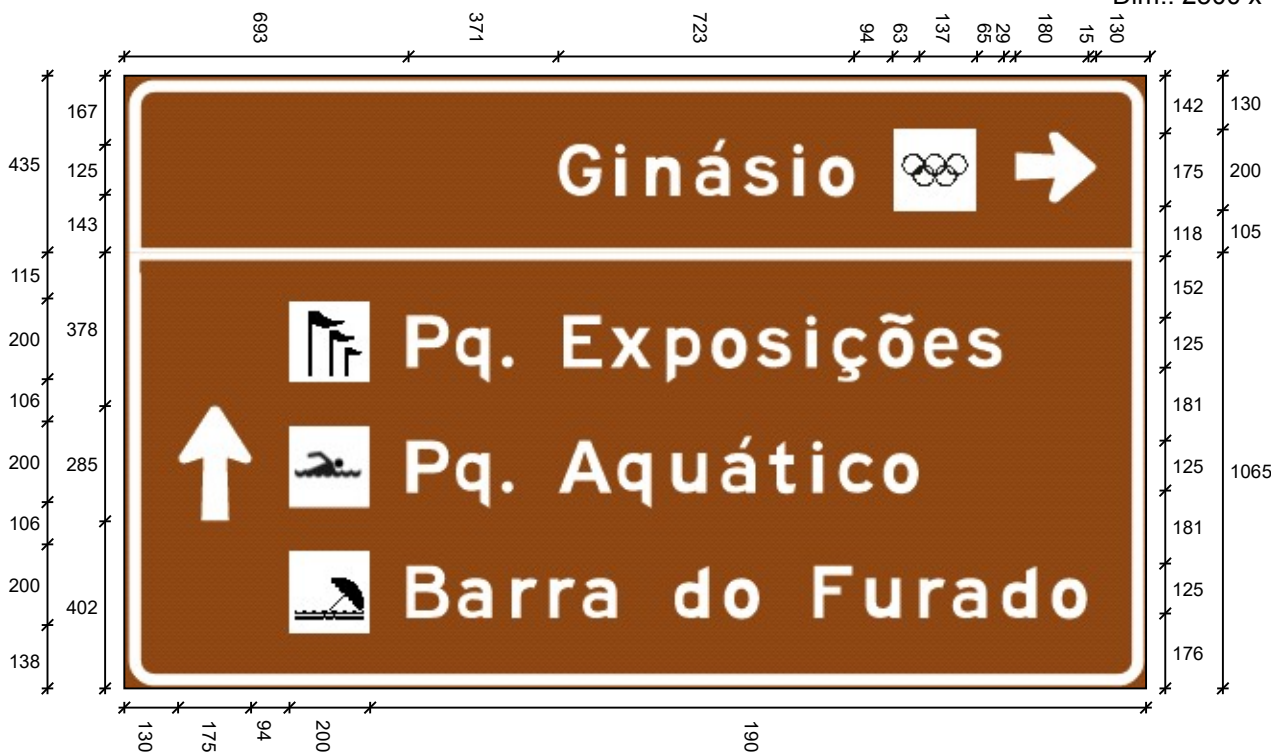 693 371 723 94 63 137 65 29 180 15 130
167 142 130
435 125 Ginásio 175 200
143 118 105
115 378 152
200 Pq. Exposições 125
106 181
200 285 Pq. Aquático 125 1065
106 181
200 402 Barra do Furado 125
138 176
130 175 94 200 190